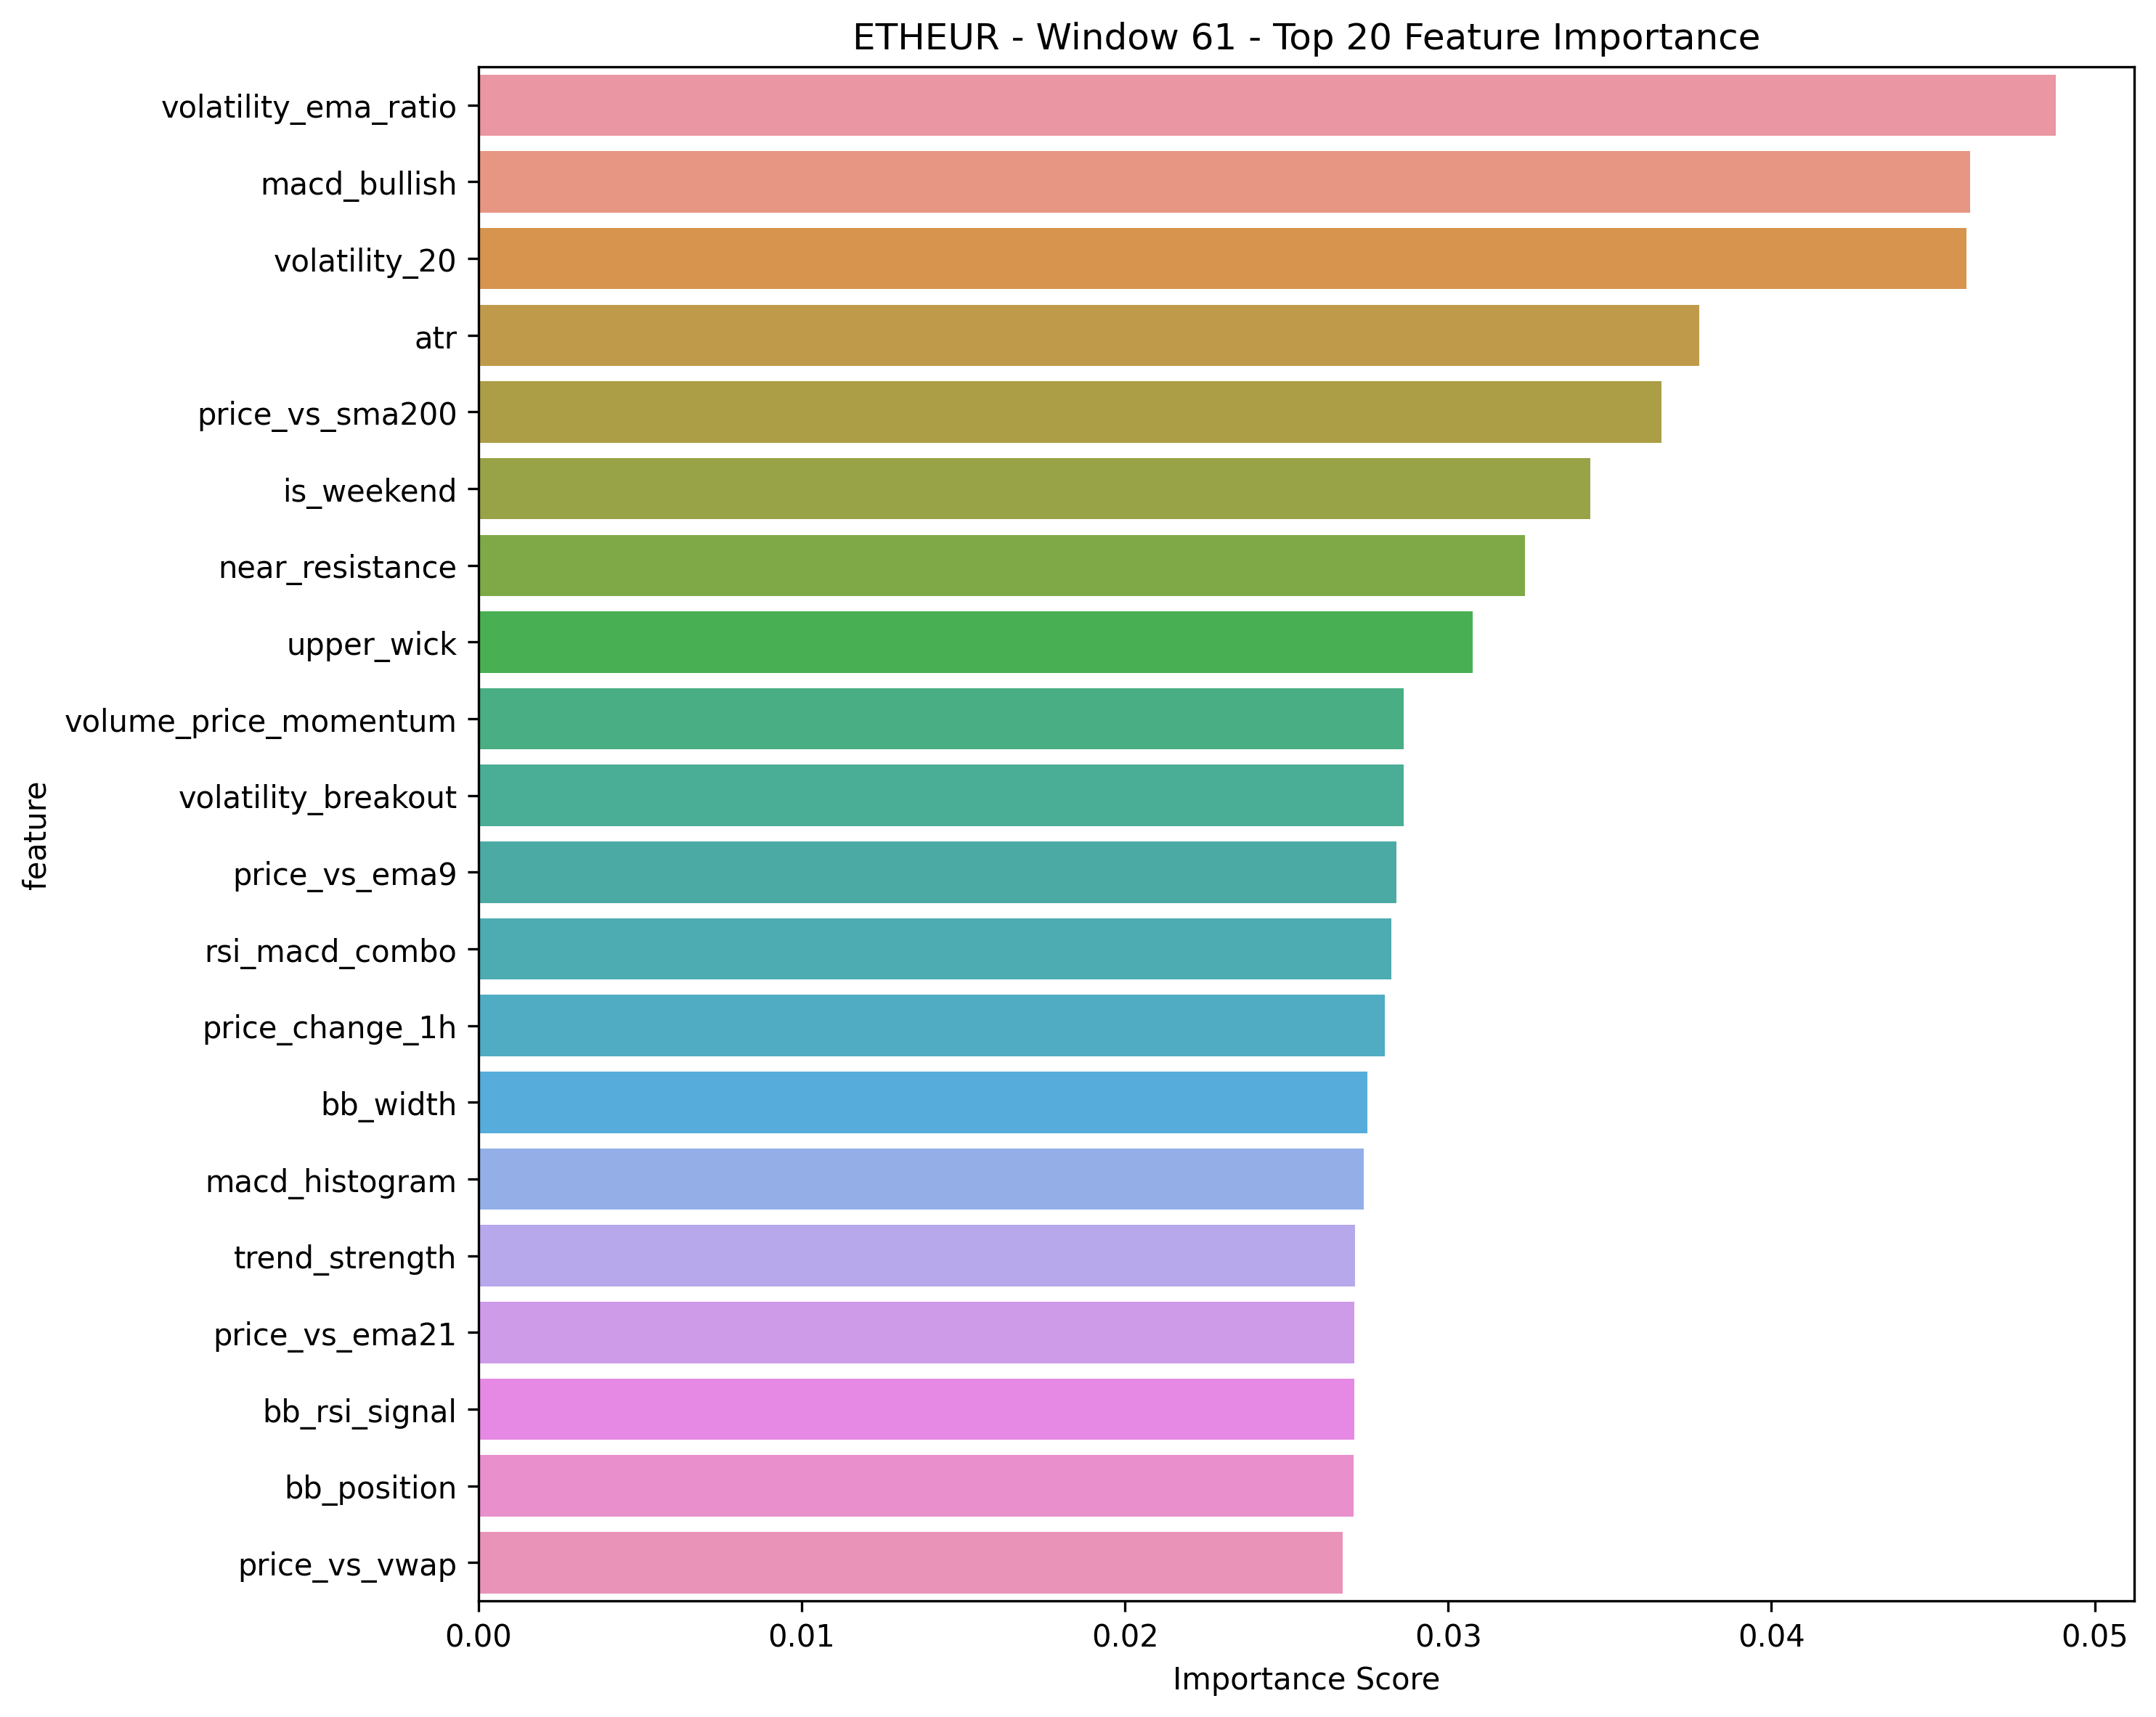 ETHEUR - Window 61 - Top 20 Feature Importance
volatility_ema_ratio
macd_bullish
volatility_20
atr
price_vs_sma200
is_weekend
near_resistance
upper_wick
volume_price_momentum
volatility_breakout
price_vs_ema9
rsi_macd_combo
price_change_1h
bb_width
macd_histogram
trend_strength
price_vs_ema21
bb_rsi_signal
bb_position
price_vs_vwap
feature
0.00 0.01 0.02 0.03 0.04 0.05
Importance Score